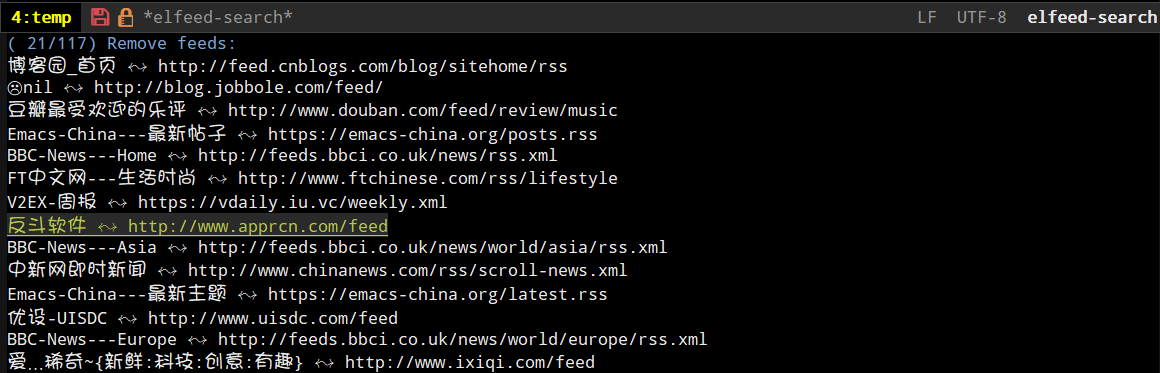 4:temp *elfeed-search* LF UTF-8 elfeed-search
( 21/117) Remove feeds:
博客园_首页 ↭ http://feed.cnblogs.com/blog/sitehome/rss
☹nil ↭ http://blog.jobbole.com/feed/
豆瓣最受欢迎的乐评 ↭ http://www.douban.com/feed/review/music
Emacs-China---最新帖子 ↭ https://emacs-china.org/posts.rss
BBC-News---Home ↭ http://feeds.bbci.co.uk/news/rss.xml
FT中文网---生活时尚 ↭ http://www.ftchinese.com/rss/lifestyle
V2EX-周报 ↭ https://vdaily.iu.vc/weekly.xml
反斗软件 ↭ http://www.apprcn.com/feed
BBC-News---Asia ↭ http://feeds.bbci.co.uk/news/world/asia/rss.xml
中新网即时新闻 ↭ http://www.chinanews.com/rss/scroll-news.xml
Emacs-China---最新主题 ↭ https://emacs-china.org/latest.rss
优设-UISDC ↭ http://www.uisdc.com/feed
BBC-News---Europe ↭ http://feeds.bbci.co.uk/news/world/europe/rss.xml
爱…稀奇~{新鲜:科技:创意:有趣} ↭ http://www.ixiqi.com/feed